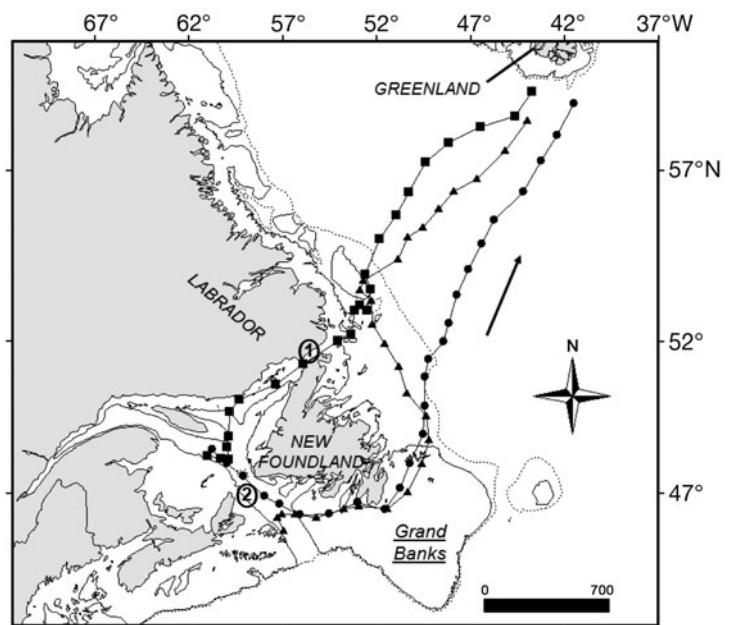 67° 62° 57° 52° 47° 42° 37°W
GREENLAND
57°N
LABRADOR
1
52°
N
NEW
FOUNDLAND
2
47°
Grand
Banks
0 700